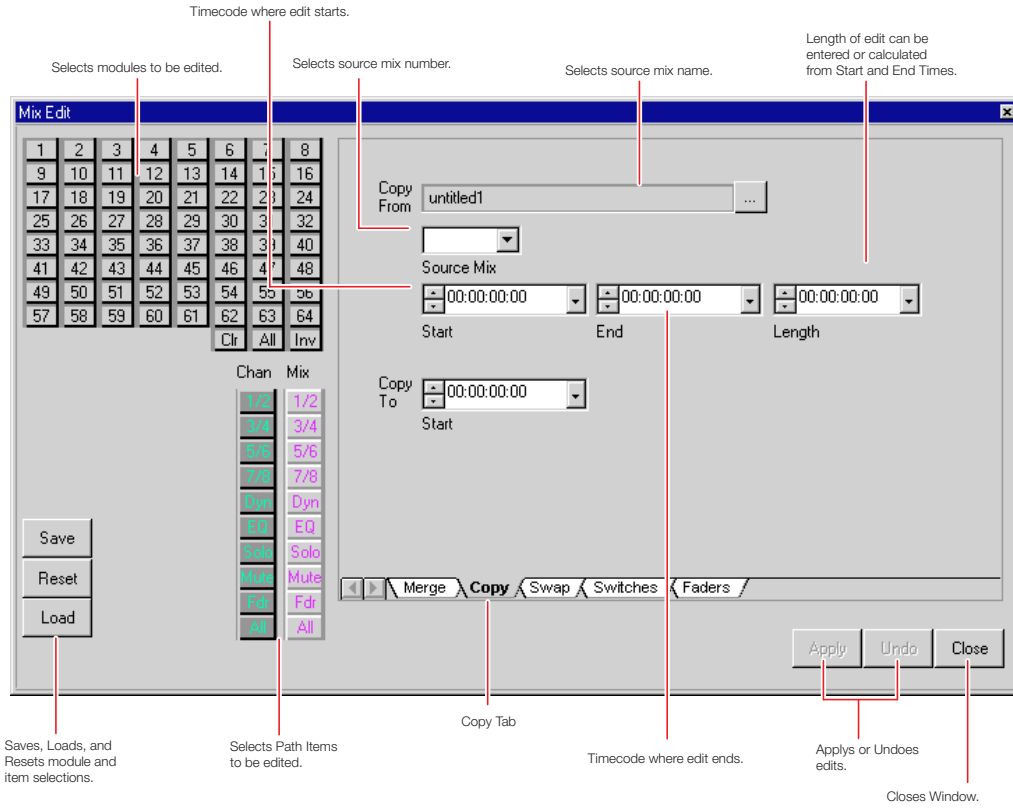 Timecode where edit starts.
Length of edit can be
entered or calculated
from Start and End Times.
Selects modules to be edited.
Selects source mix number.
Selects source mix name.
Mix Edit
1 2 3 4 5 6 7 8
9 10 11 12 13 14 15 16
17 18 19 20 21 22 23 24
25 26 27 28 29 30 31 32
33 34 35 36 37 38 39 40
41 42 43 44 45 46 47 48
49 50 51 52 53 54 55 56
57 58 59 60 61 62 63 64
Clr All Inv
Chan Mix
1/2 1/2
3/4 3/4
5/6 5/6
7/8 7/8
Dyn Dyn
EQ EQ
Solo Solo
Mute Mute
Fdr Fdr
All All
Save
Reset
Load
Copy
From
untitled1
...
Source Mix
00:00:00:00 00:00:00:00 00:00:00:00
Start End Length
Copy
To
00:00:00:00
Start
Merge Copy Swap Switches Faders
Apply Undo Close
Copy Tab
Saves, Loads, and
Resets module and
item selections.
Selects Path Items
to be edited.
Timecode where edit ends.
Applys or Undoes
edits.
Closes Window.